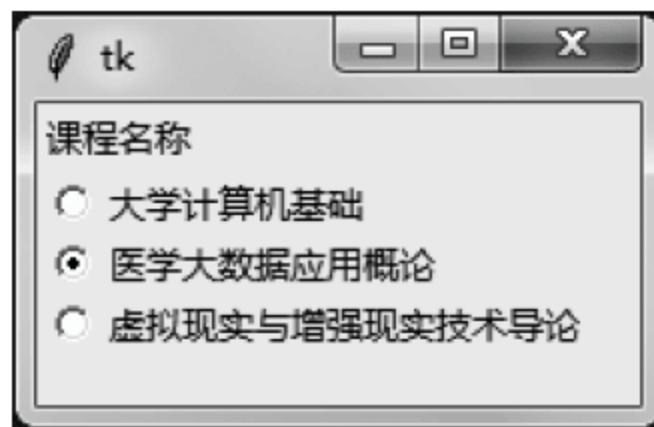 tk
课程名称
大学计算机基础
医学大数据应用概论
虚拟现实与增强现实技术导论